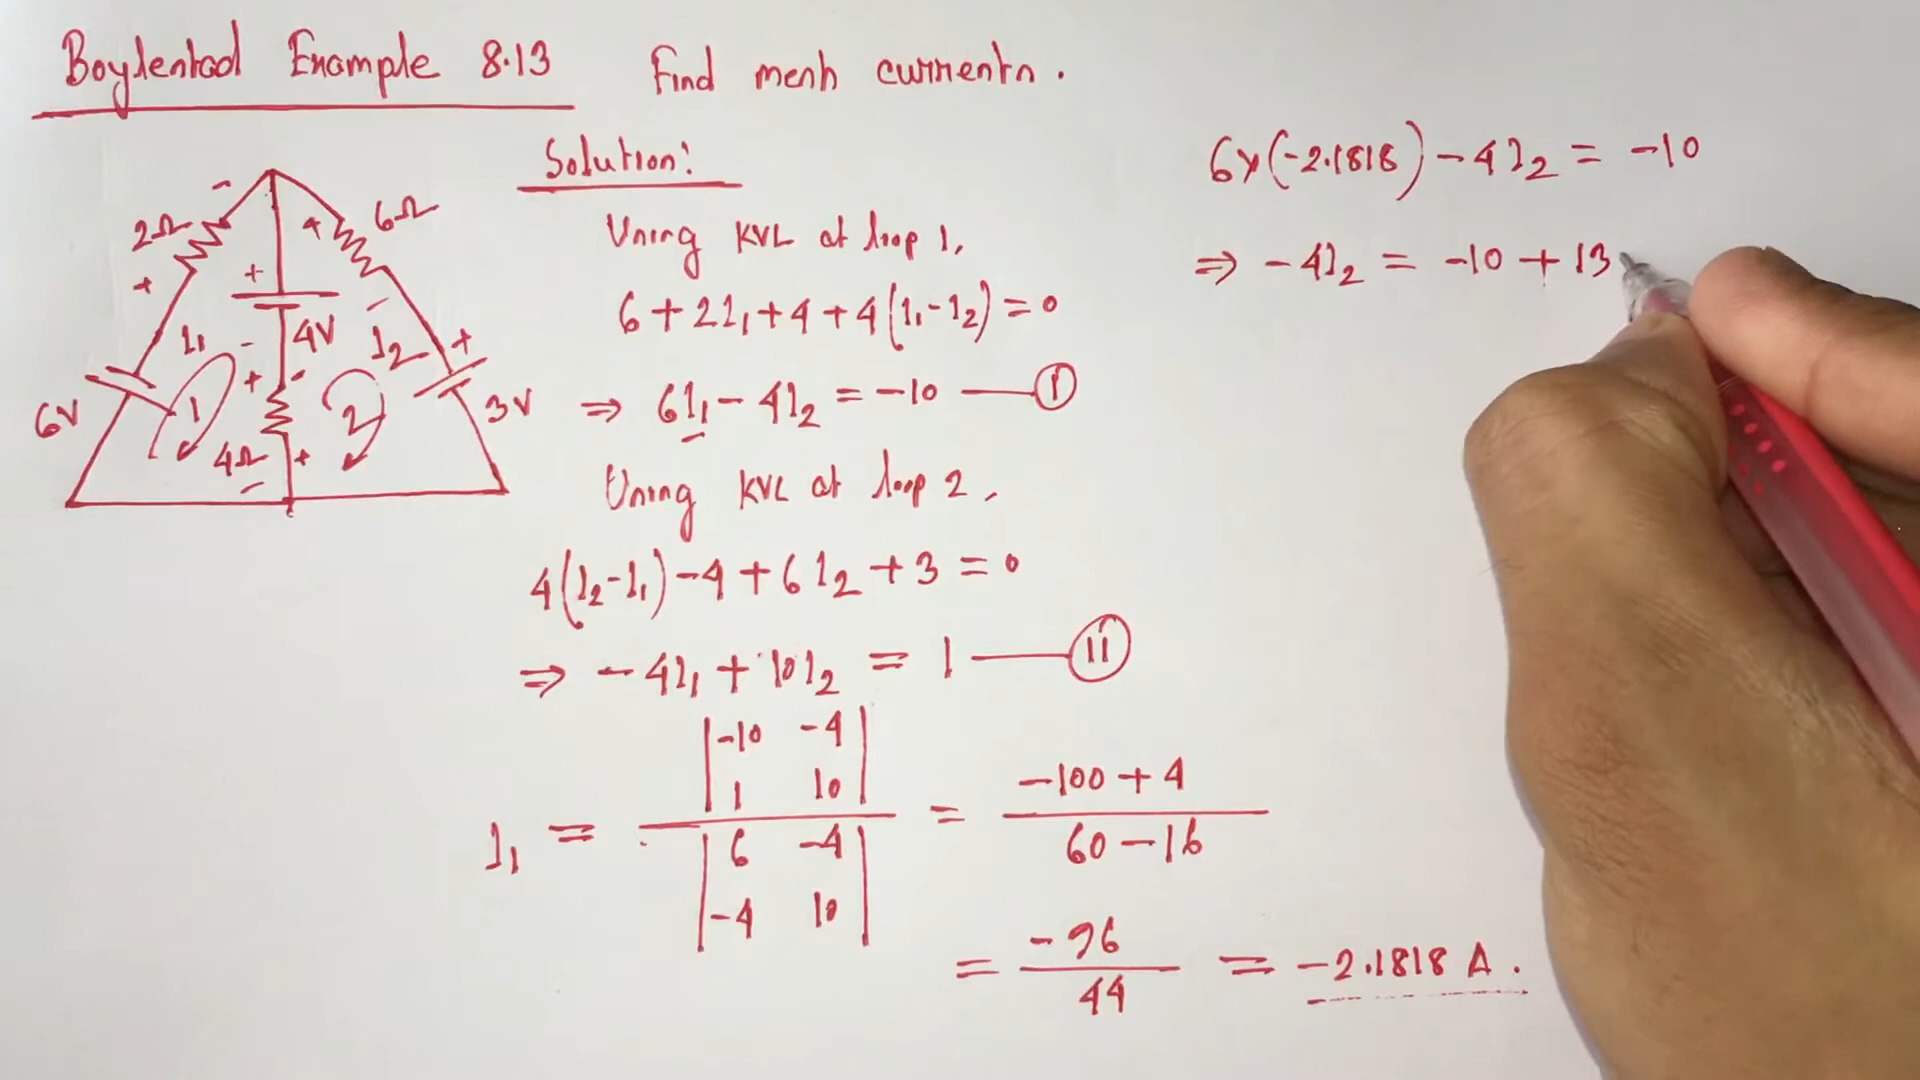 Boylestad Example 8.13 Find mesh currents.
Solution:
Using KVL at loop 1,
6+2I₁+4+4(I₁-I₂)=0
⇒ 6I₁-4I₂=-10 — (I)
Using KVL at loop 2,
4(I₂-I₁)-4+6I₂+3=0
⇒ -4I₁+10I₂ = 1 — (II)
I₁ = |-10 -4| / |6 -4| = -100+4 / 60-16
|1 10| |-4 10|
= -96 / 44 = -2.1818 A.
6×(-2.1818)-4I₂ = -10
⇒ -4I₂ = -10+13
- 2Ω + 6Ω
+ + -
I₁ - 4V I₂ +
6V 1 + - 2 3V
4Ω +
-